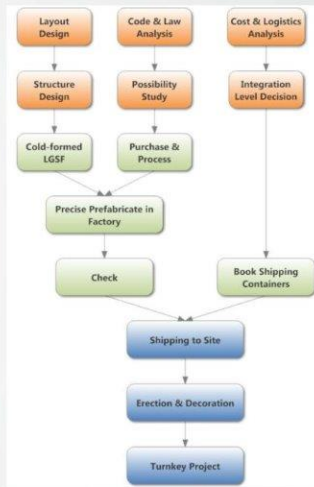 Layout
Design
Code & Law
Analysis
Cost & Logistics
Analysis
Structure
Design
Possibility
Study
Integration
Level Decision
Cold-formed
LGSF
Purchase &
Process
Precise Prefabricate in
Factory
Check
Book Shipping
Containers
Shipping to Site
Erection & Decoration
Turnkey Project